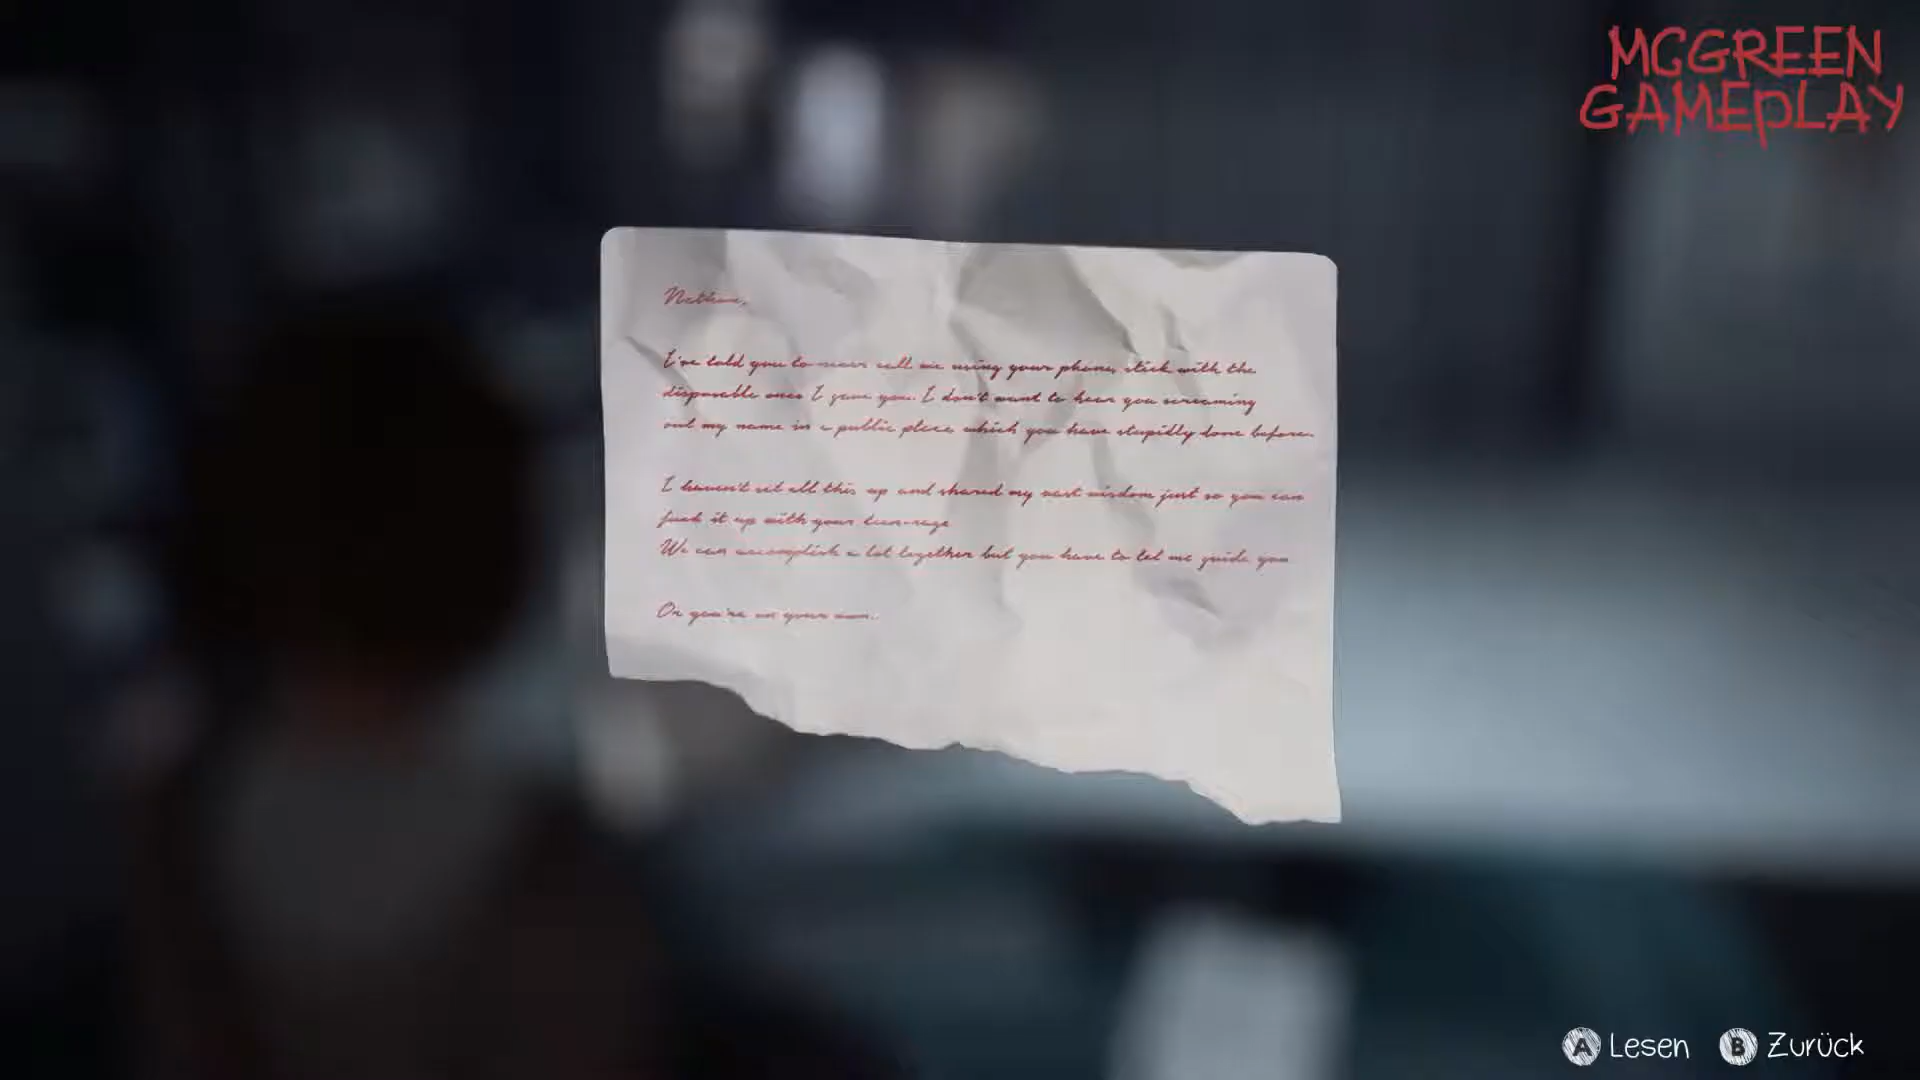 MCGREEN
GAMEPLAY
Nathan,
I've told you to never call me using your phone, stick with the
disposable ones I gave you. I don't want to hear you screaming
out my name in a public place which you have stupidly done before.
I haven't set all this up and shared my vast wisdom just so you can
fuck it up with your teen-rage
We can accomplish a lot together but you have to let me guide you
Or you're on your own.
A Lesen B Zurück